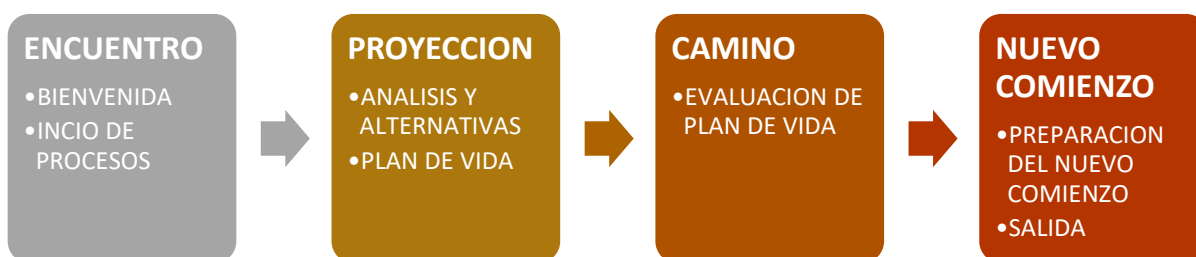 ENCUENTRO
•BIENVENIDA
•INCIO DE
PROCESOS
PROYECCION
•ANALISIS Y
ALTERNATIVAS
•PLAN DE VIDA
CAMINO
•EVALUACION DE
PLAN DE VIDA
NUEVO
COMIENZO
•PREPARACION
DEL NUEVO
COMIENZO
•SALIDA